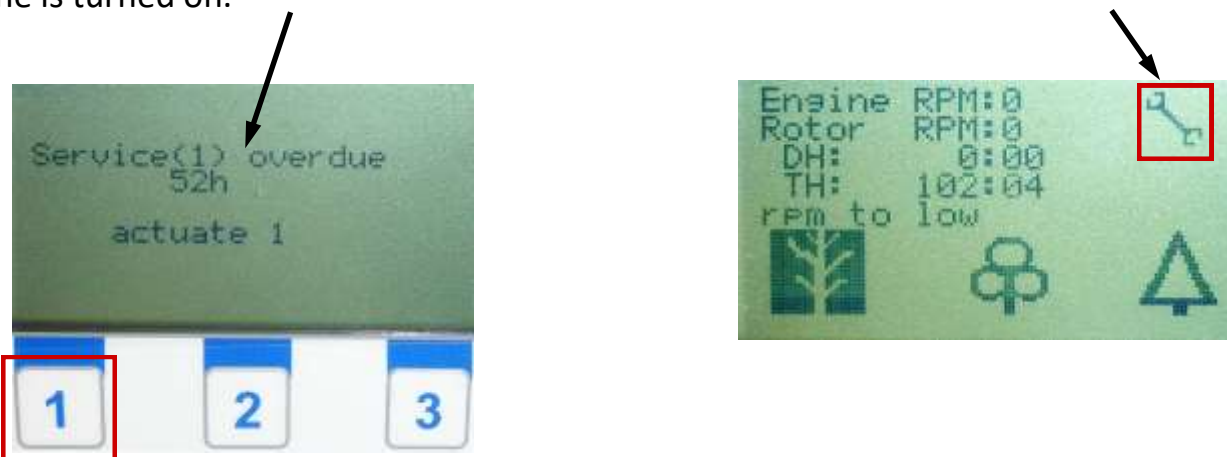 ne is turned on.
Service(1) overdue
52h
actuate 1
1
2
3
Engine RPM:0
Rotor RPM:0
DH: 0:00
TH: 102:04
rpm to low